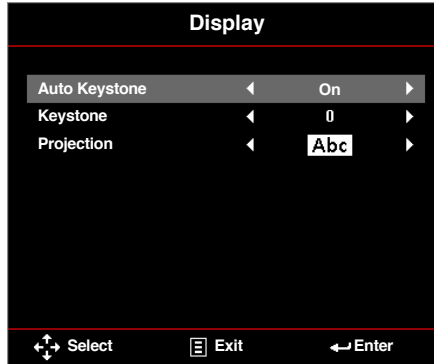 Display
Auto Keystone On
Keystone 0
Projection Abc
Select Exit Enter